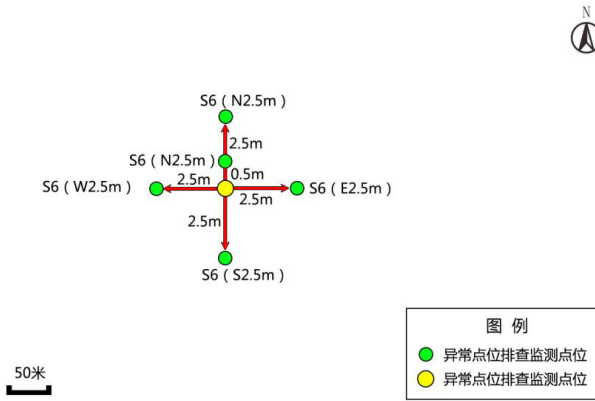 N
S6（N2.5m）
2.5m
S6（N2.5m）
0.5m
2.5m
S6（W2.5m）
S6（E2.5m）
2.5m
2.5m
S6（S2.5m）
图 例
异常点位排查监测点位
异常点位排查监测点位
50米